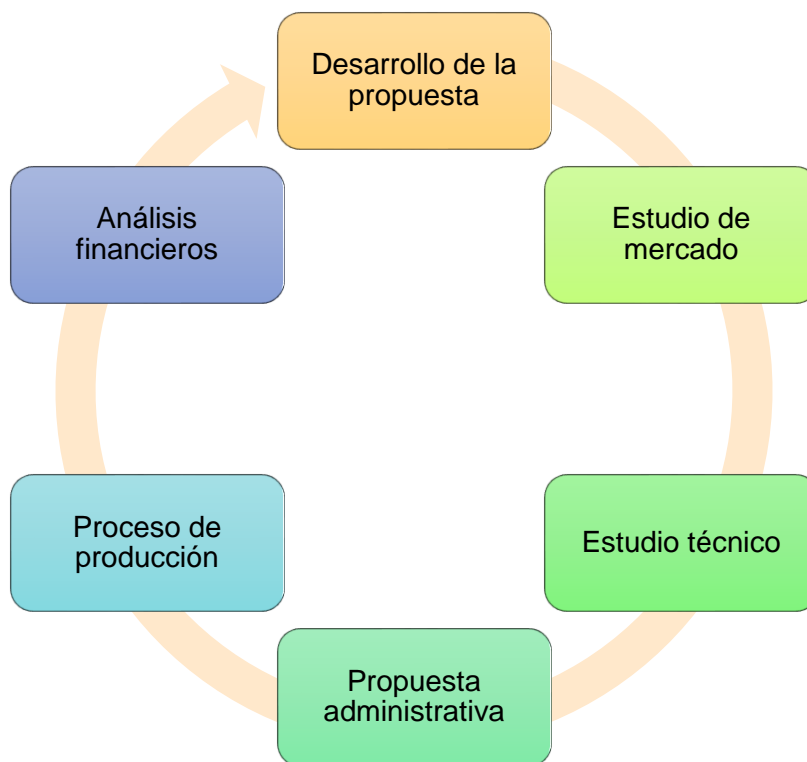 Desarrollo de la
propuesta
Estudio de
mercado
Estudio técnico
Propuesta
administrativa
Proceso de
producción
Análisis
financieros